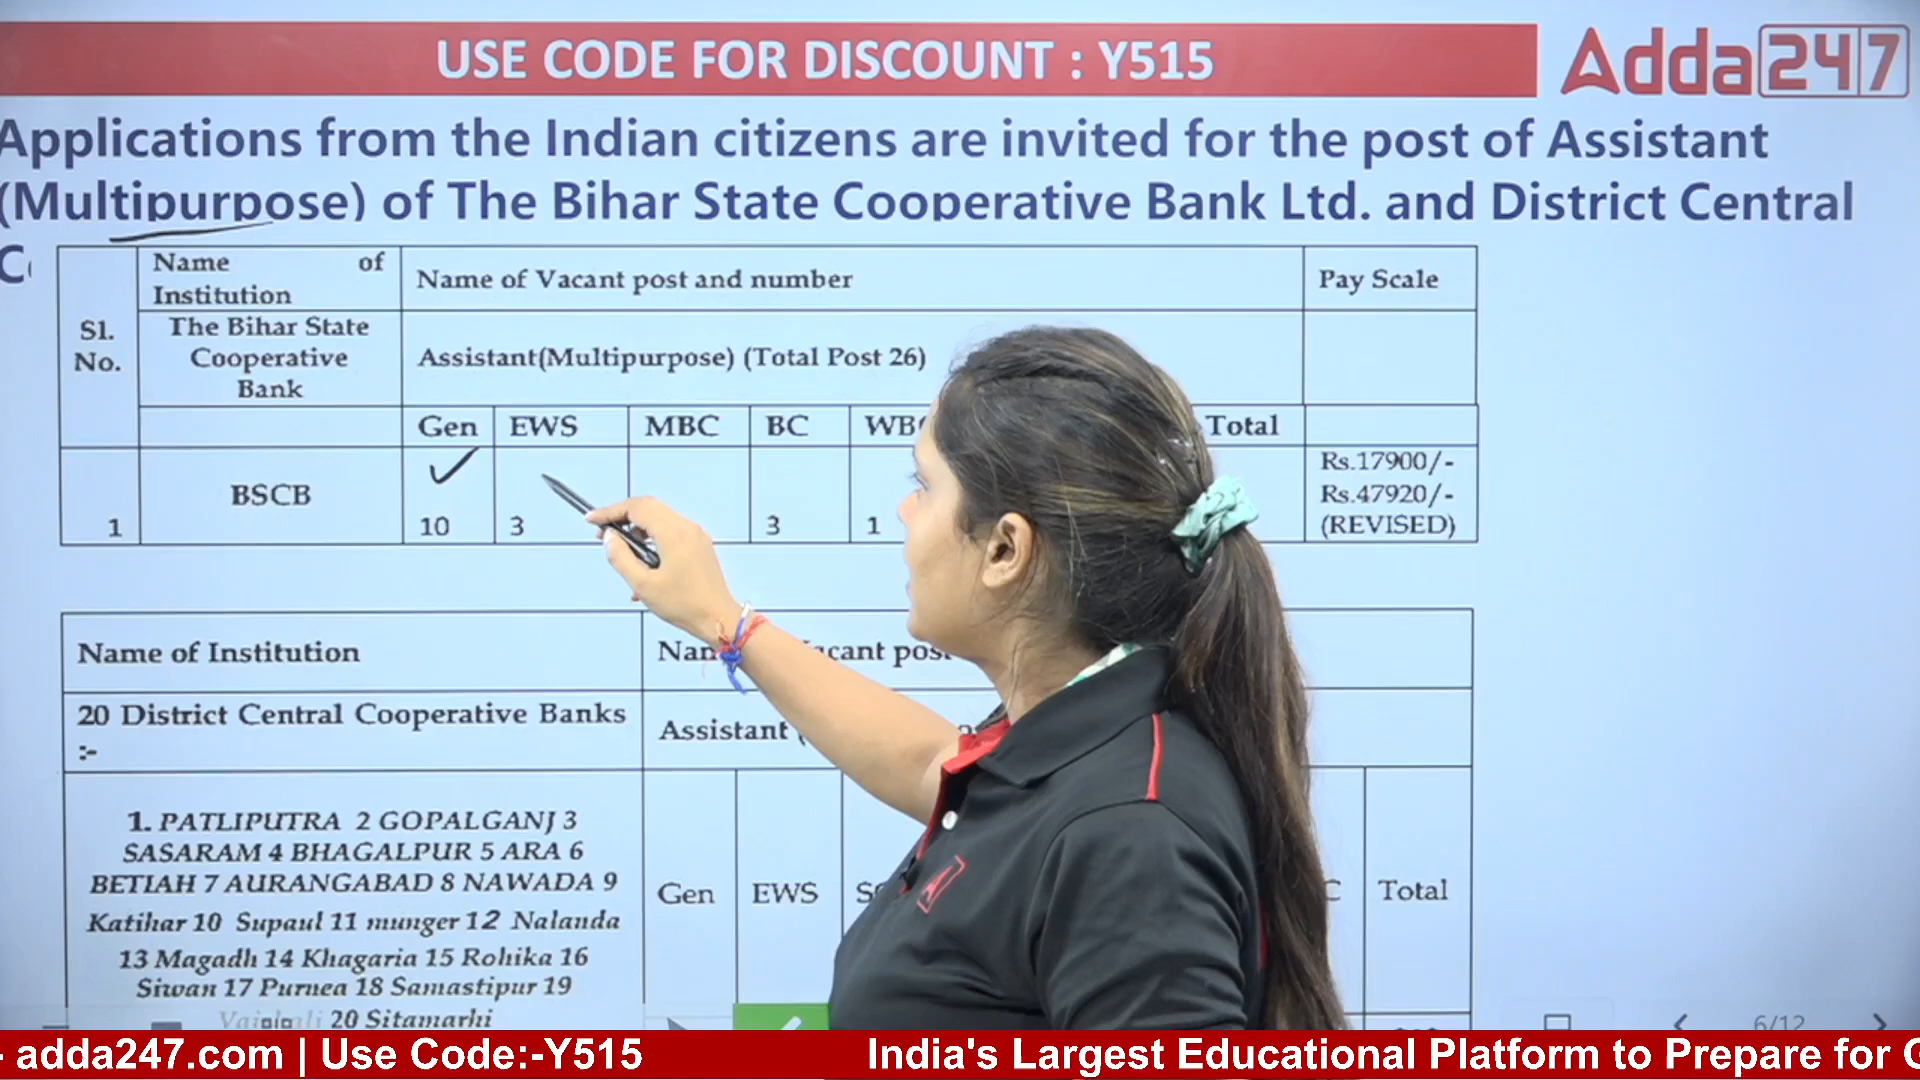 USE CODE FOR DISCOUNT : Y515
Adda247
Applications from the Indian citizens are invited for the post of Assistant
(Multipurpose) of The Bihar State Cooperative Bank Ltd. and District Central
Sl. No.
Name of Institution
Name of Vacant post and number
Pay Scale
The Bihar State Cooperative Bank
Assistant(Multipurpose) (Total Post 26)
Gen EWS MBC BC Total
1 BSCB 10 3 3 1
Rs.17900/-
Rs.47920/-
(REVISED)
Name of Institution
20 District Central Cooperative Banks
:-
Assistant
1. PATLIPUTRA 2 GOPALGANJ 3
SASARAM 4 BHAGALPUR 5 ARA 6
BETIAH 7 AURANGABAD 8 NAWADA 9
Katihar 10 Supaul 11 munger 12 Nalanda
13 Magadh 14 Khagaria 15 Rohika 16
Siwan 17 Purnea 18 Samastipur 19
20 Sitamarhi
Gen EWS Total
6/12
- adda247.com | Use Code:-Y515
India's Largest Educational Platform to Prepare for